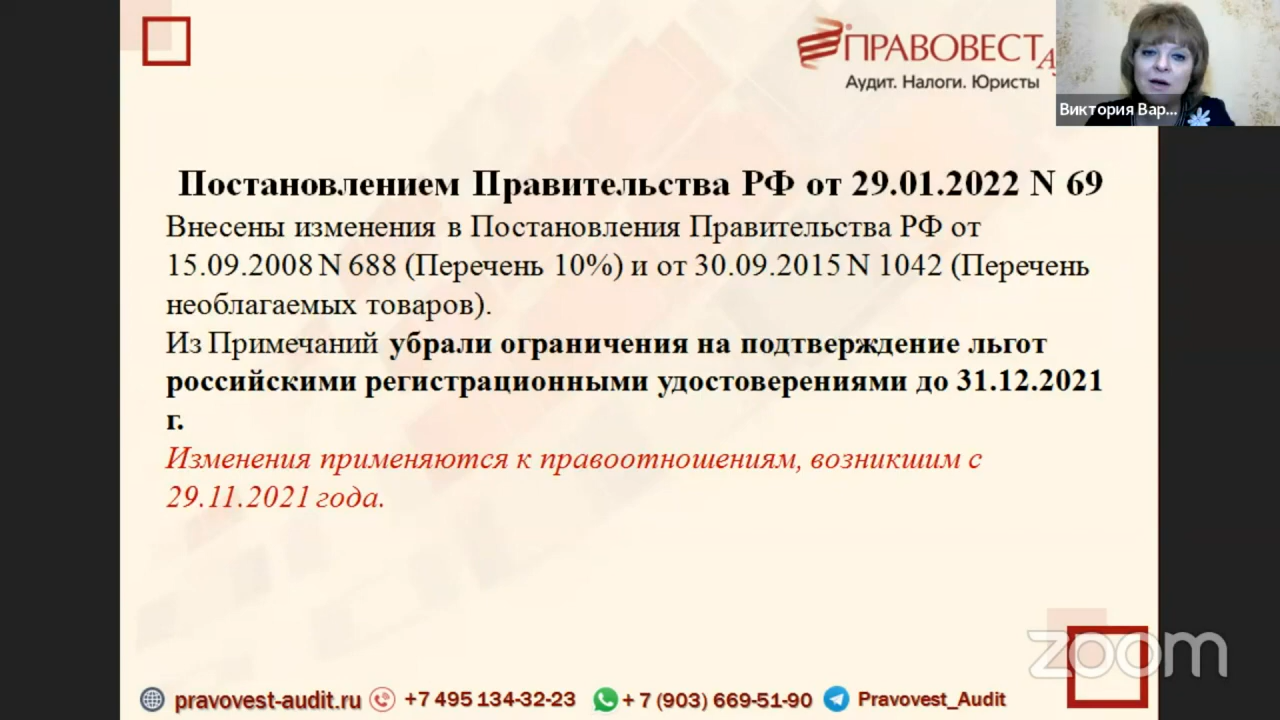 ПРАВОВЕСТ
Аудит. Налоги. Юристы
Виктория Вар...
Постановлением Правительства РФ от 29.01.2022 N 69
Внесены изменения в Постановления Правительства РФ от
15.09.2008 N 688 (Перечень 10%) и от 30.09.2015 N 1042 (Перечень
необлагаемых товаров).
Из Примечаний убрали ограничения на подтверждение льгот
российскими регистрационными удостоверениями до 31.12.2021
г.
Изменения применяются к правоотношениям, возникшим с
29.11.2021 года.
zoom
pravovest-audit.ru +7 495 134-32-23 + 7 (903) 669-51-90 Pravovest_Audit